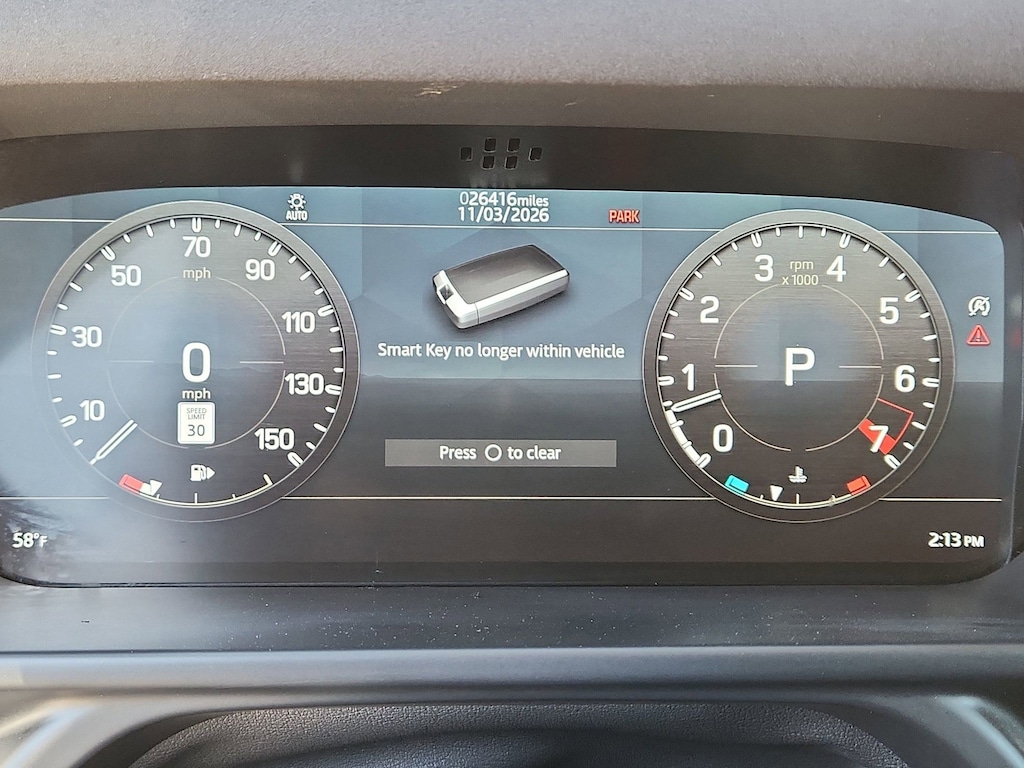 026416miles
AUTO
11/03/2026
PARK
70
mph
50
90
30
110
0
mph
130
10
SPEED
LIMIT
30
150
Smart Key no longer within vehicle
Press O to clear
3
rpm
x 1000
4
2
5
1
P
6
0
7
58°F
2:13 PM